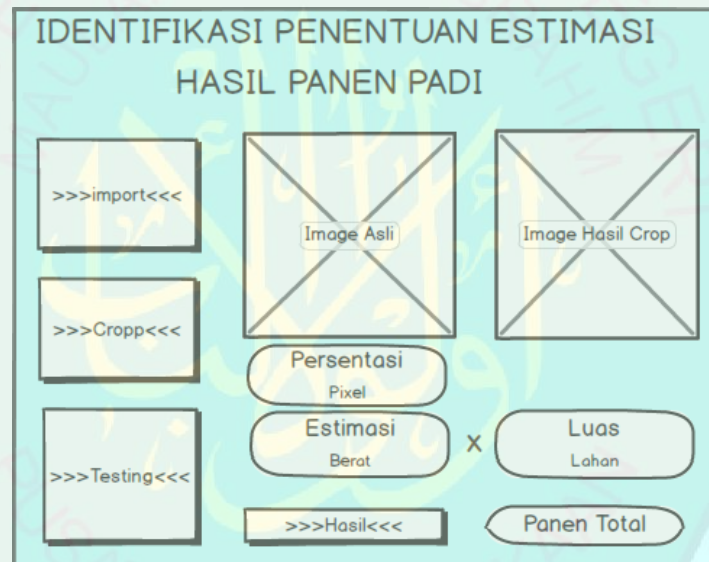 IDENTIFIKASI PENENTUAN ESTIMASI
HASIL PANEN PADI
>>>import<<<
Image Asli
Image Hasil Crop
>>>Cropp<<<
Persentasi
Pixel
>>>Testing<<<
Estimasi
Berat
x
Luas
Lahan
>>>Hasil<<<
Panen Total